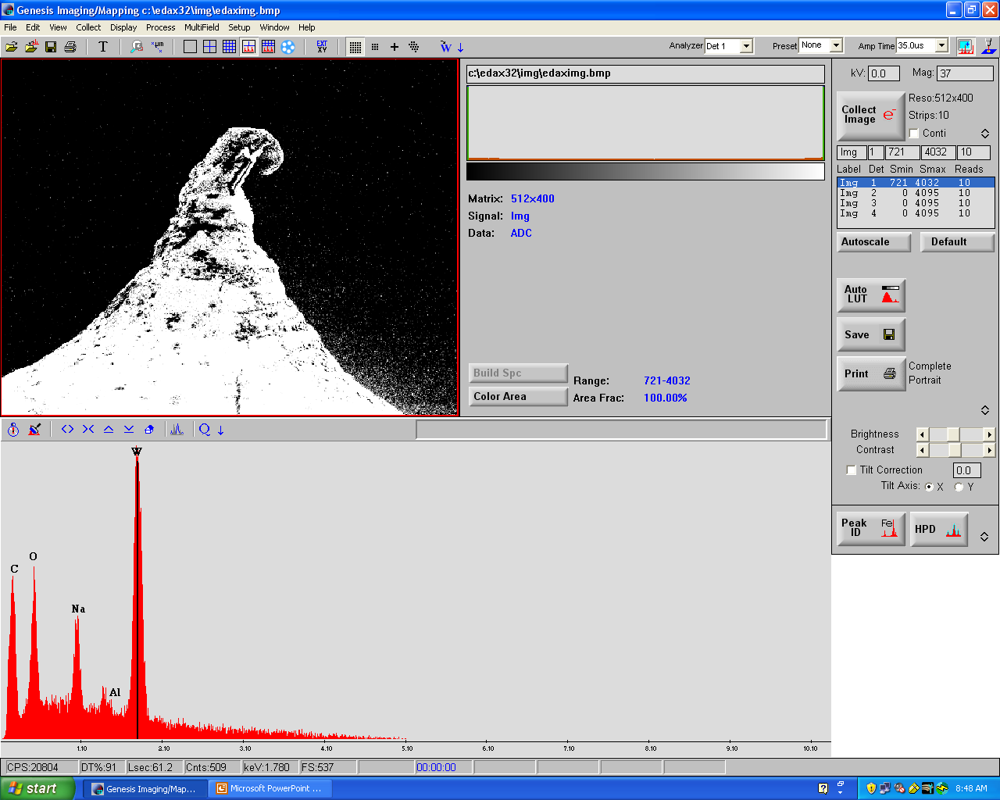 Genesis Imaging/Mapping c:\edax32\img\edaximg.bmp
File Edit View Collect Display Process MultiField Setup Window Help
T µm EXT XY W Analyzer Det 1 Preset None Amp Time 35.0us
c:\edax32\img\edaximg.bmp
Matrix: 512x400
Signal: Img
Data: ADC
Build Spc
Color Area
Range: 721-4032
Area Frac: 100.00%
kV: 0.0 Mag: 37
Collect Image e⁻
Reso:512x400
Strips:10
Conti
Img 1 721 4032 10
Label Det Smin Smax Reads
Img 1 721 4032 10
Img 2 0 4095 10
Img 3 0 4095 10
Img 4 0 4095 10
Autoscale Default
Auto LUT
Save
Print
Complete
Portrait
Brightness
Contrast
Tilt Correction 0.0
Tilt Axis: X Y
Peak ID Fe HPD
Q
W
O
C
Na
Al
1.10 2.10 3.10 4.10 5.10 6.10 7.10 8.10 9.10 10.10
CPS:20804 DT%:91 Lsec:61.2 Cnts:509 keV:1.780 FS:537 00:00:00
start Genesis Imaging/Map... Microsoft PowerPoint ... 8:48 AM